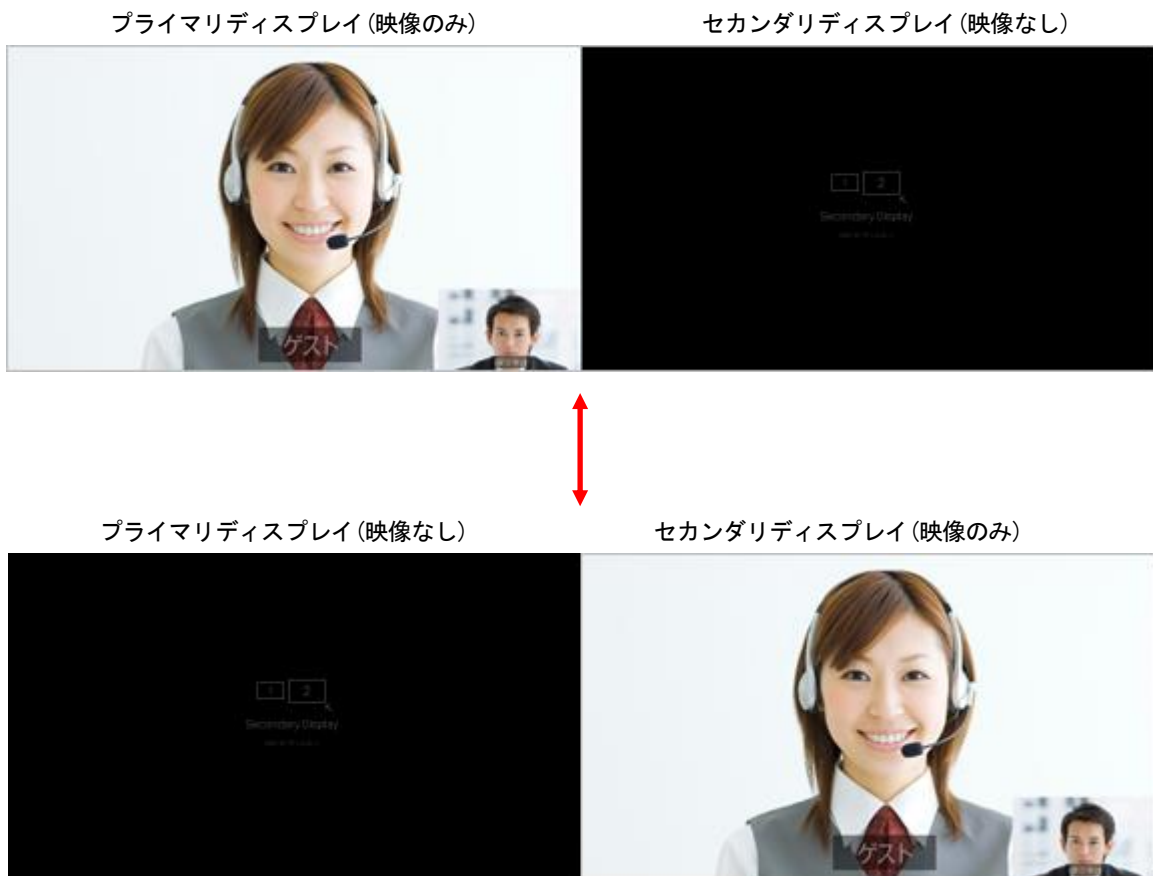 プライマリディスプレイ(映像のみ)
セカンダリディスプレイ(映像なし)
ゲスト
1 2
Secondary Display
プライマリディスプレイ(映像なし)
セカンダリディスプレイ(映像のみ)
1 2
Secondary Display
ゲスト